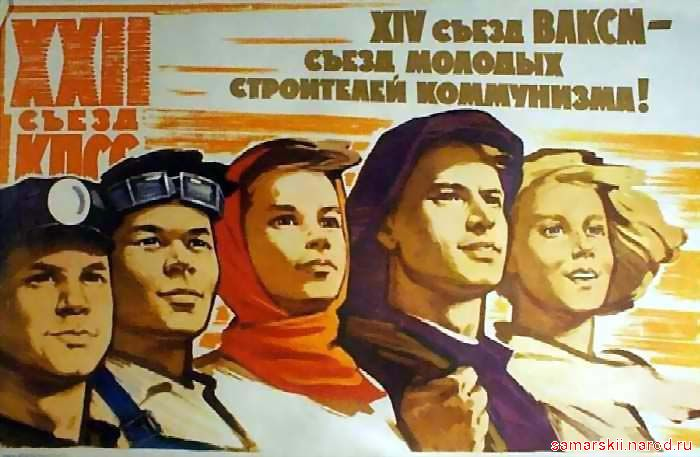 XXII
СЪЕЗД
КПСС
XIV СЪЕЗД ВЛКСМ—
СЪЕЗД МОЛОДЫХ
СТРОИТЕЛЕЙ КОММУНИЗМА!
samarskii.narod.ru